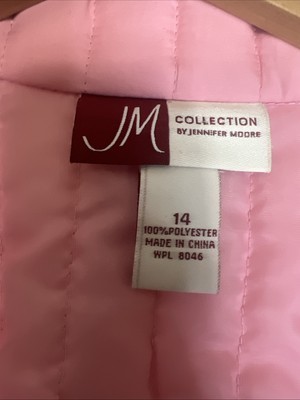 JM
COLLECTION
BY JENNIFER MOORE
14
100%POLYESTER
MADE IN CHINA
WPL 8046